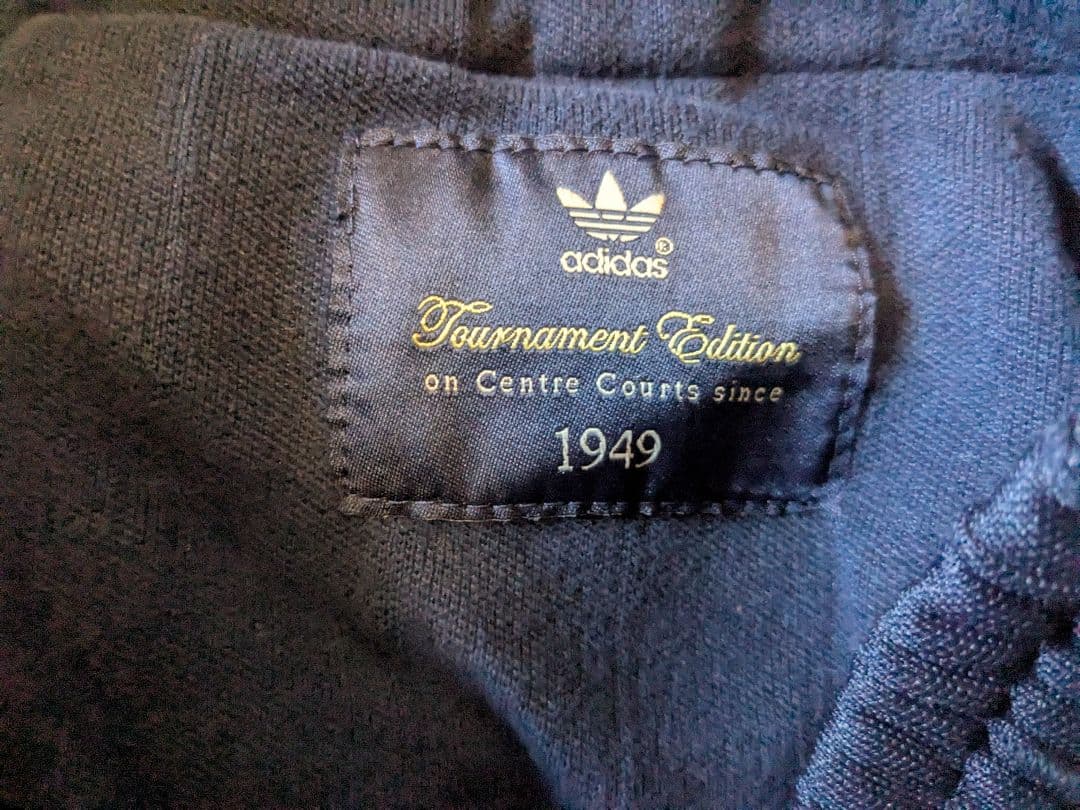 adidas®
Tournament Edition
on Centre Courts since
1949